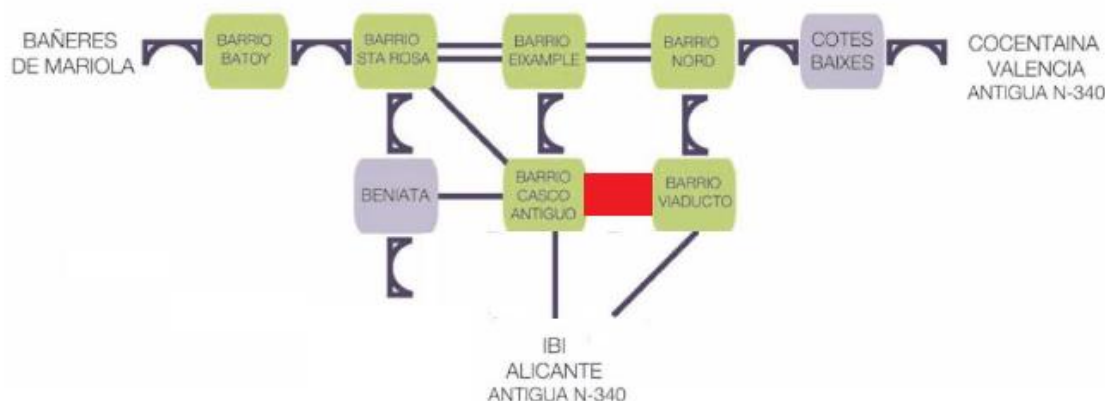 BAÑERES
DE MARIOLA
BARRIO
BATOY
BARRIO
STA ROSA
BARRIO
EIXAMPLE
BARRIO
NORD
COTES
BAIXES
COCENTAINA
VALENCIA
ANTIGUA N-340
BENIATA
BARRIO
CASCO
ANTIGUO
BARRIO
VIADUCTO
IBI
ALICANTE
ANTIGUA N-340